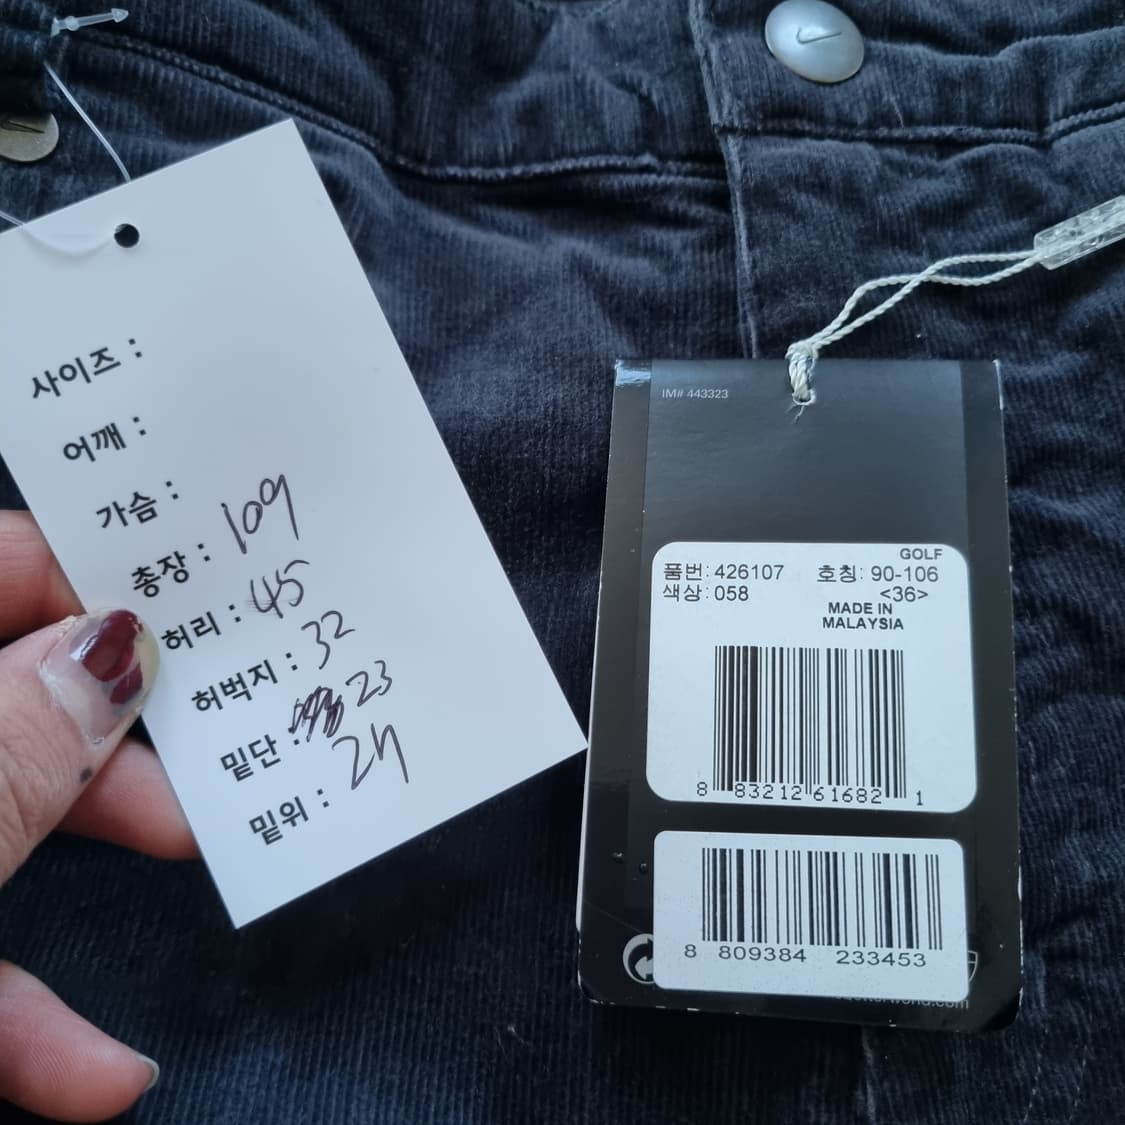 사이즈 :
어깨 :
가슴 :
총장 : 109
허리 : 45
허벅지 : 32
밑단 : 23
밑위 : 24
IM# 443323
GOLF
품번: 426107 호칭: 90-106
색상: 058 <36>
MADE IN
MALAYSIA
8 83212 61682 1
8 809384 233453